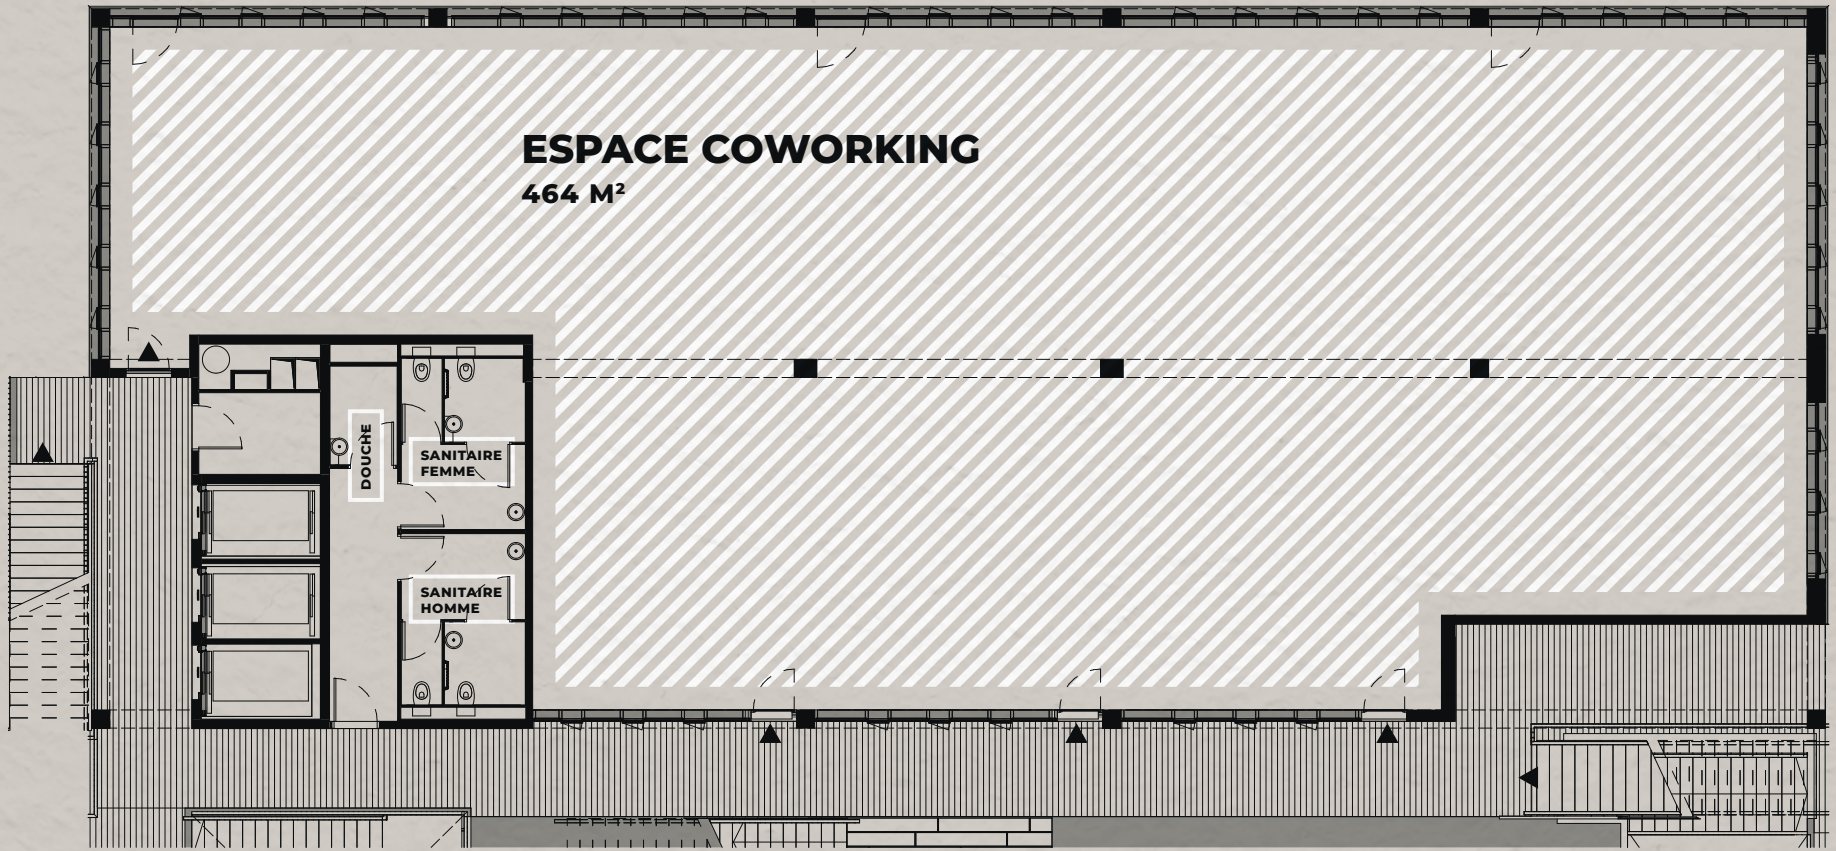 ESPACE COWORKING
464 M²
DOUCHE
SANITAIRE
FEMME
SANITAIRE
HOMME